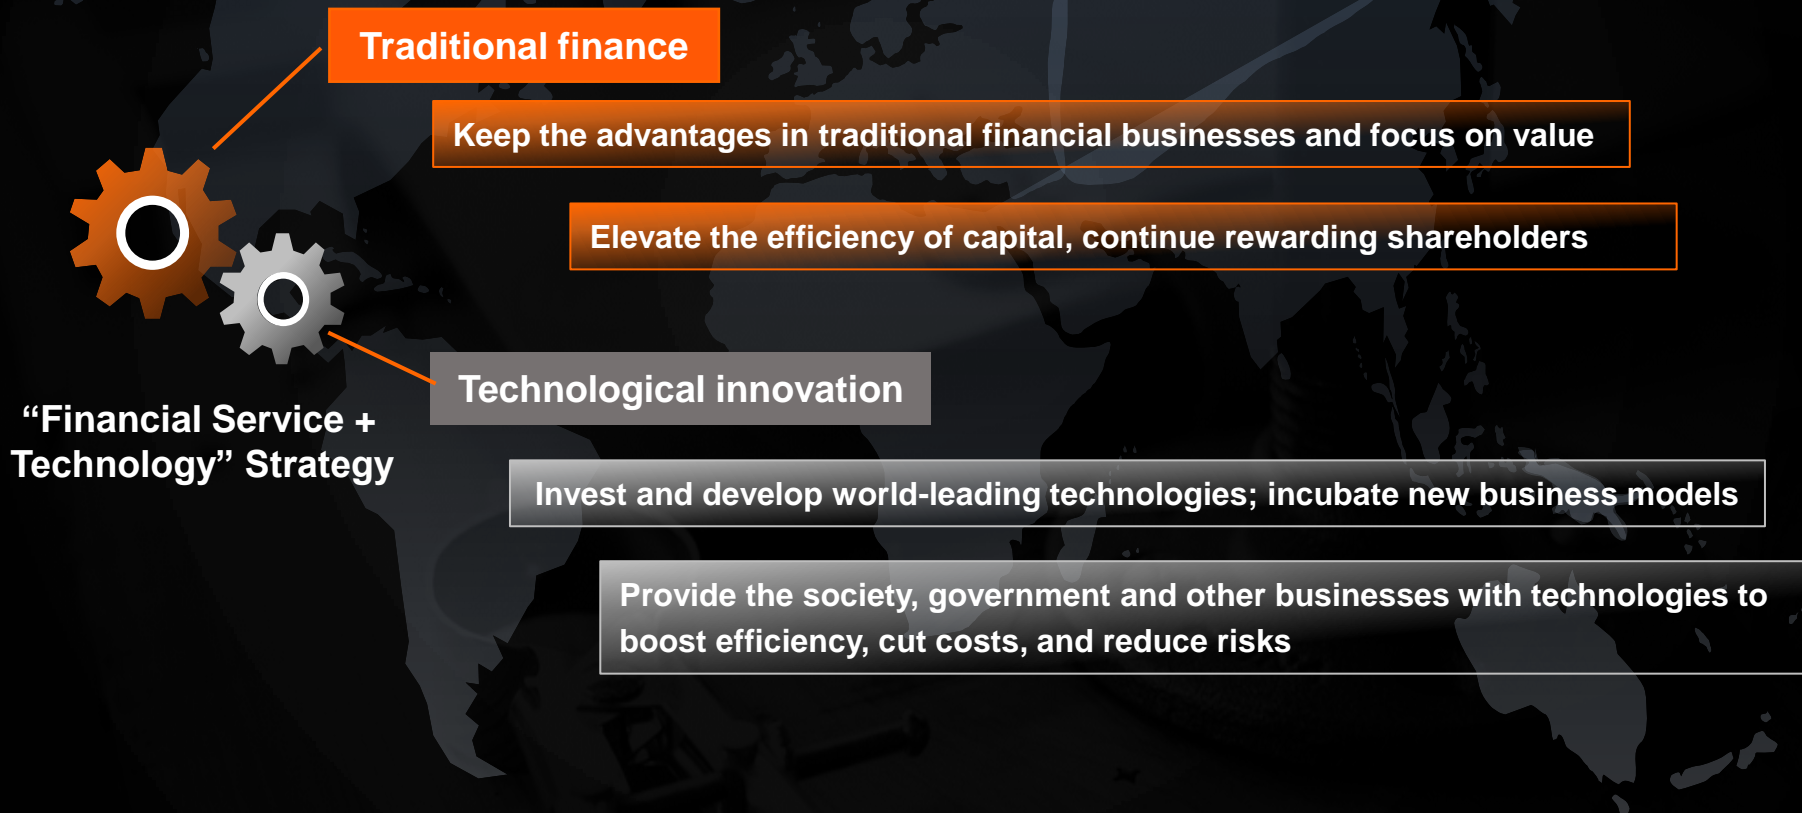 Traditional finance
Keep the advantages in traditional financial businesses and focus on value
Elevate the efficiency of capital, continue rewarding shareholders
Technological innovation
“Financial Service +
Technology” Strategy
Invest and develop world-leading technologies; incubate new business models
Provide the society, government and other businesses with technologies to
boost efficiency, cut costs, and reduce risks